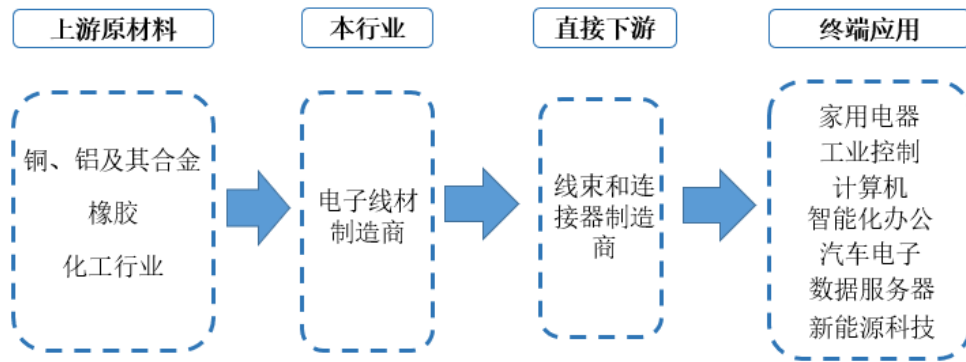 上游原材料
本行业
直接下游
终端应用
铜、铝及其合金
橡胶
化工行业
电子线材
制造商
线束和连
接器制造
商
家用电器
工业控制
计算机
智能化办公
汽车电子
数据服务器
新能源科技